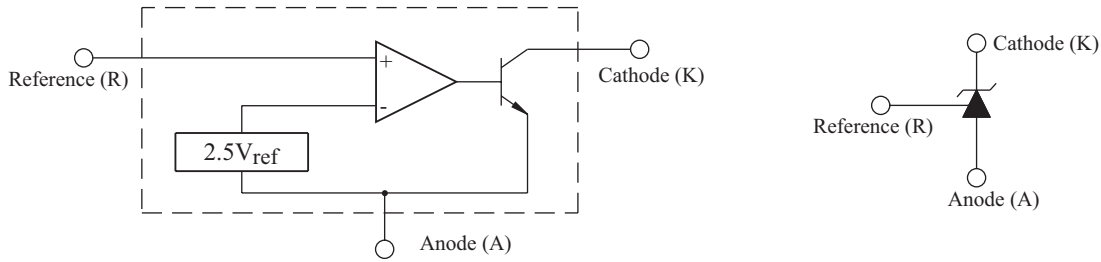 Reference (R)
+
-
2.5Vref
Cathode (K)
Anode (A)
Cathode (K)
Reference (R)
Anode (A)